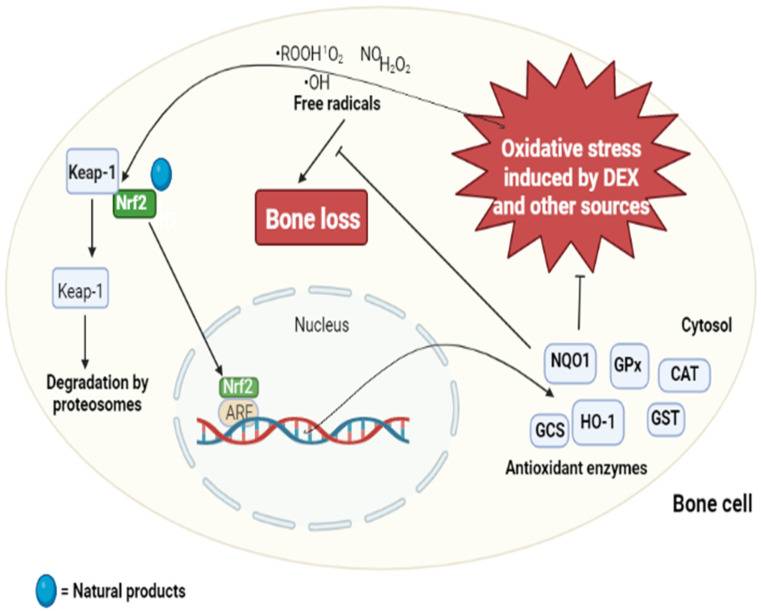 •ROOH¹O₂ NO H₂O₂
•OH
Free radicals
Keap-1
Nrf2
Bone loss
Oxidative stress
induced by DEX
and other sources
Keap-1
Degradation by
proteosomes
Nucleus
Nrf2
ARE
Cytosol
NQO1
GPx
CAT
GCS
HO-1
GST
Antioxidant enzymes
Bone cell
= Natural products